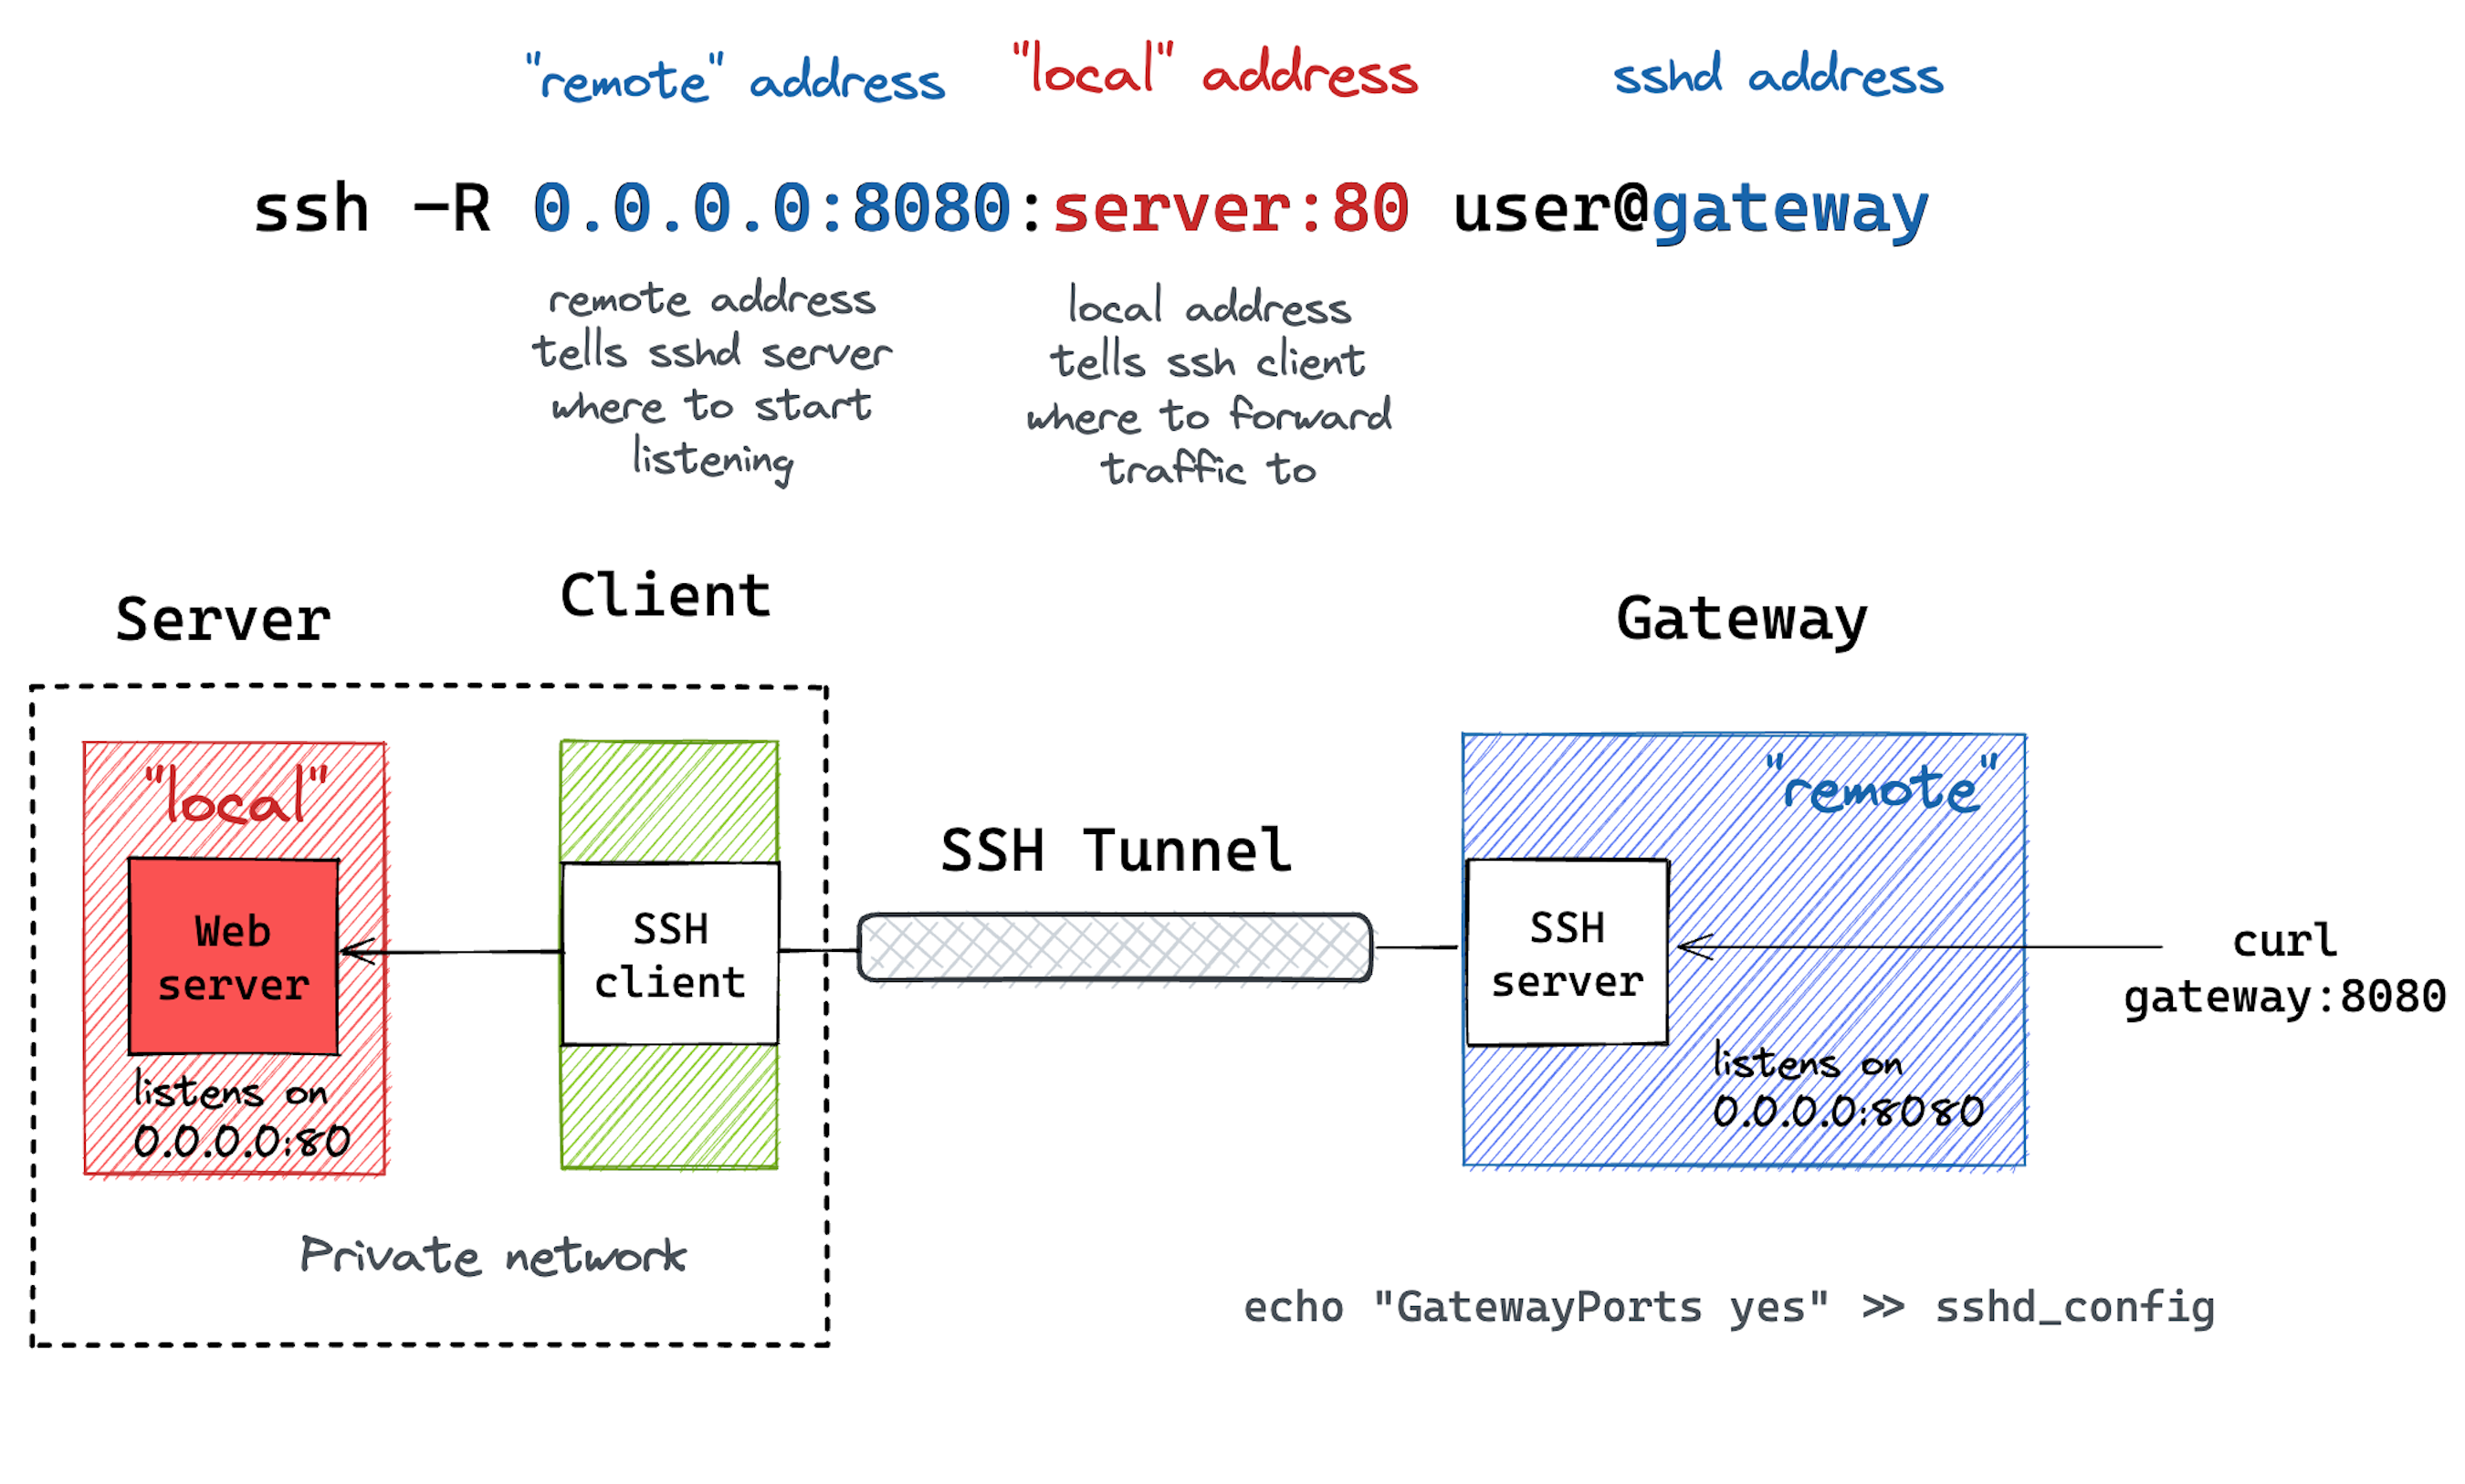 "remote" address "local" address sshd address
ssh -R 0.0.0.0:8080:server:80 user@gateway
remote address
tells sshd server
where to start
listening
local address
tells ssh client
where to forward
traffic to
Server
Client
Gateway
"local"
Web
server
listens on
0.0.0.0:80
SSH
client
Private network
SSH Tunnel
"remote"
SSH
server
listens on
0.0.0.0:8080
curl
gateway:8080
echo "GatewayPorts yes" >> sshd_config